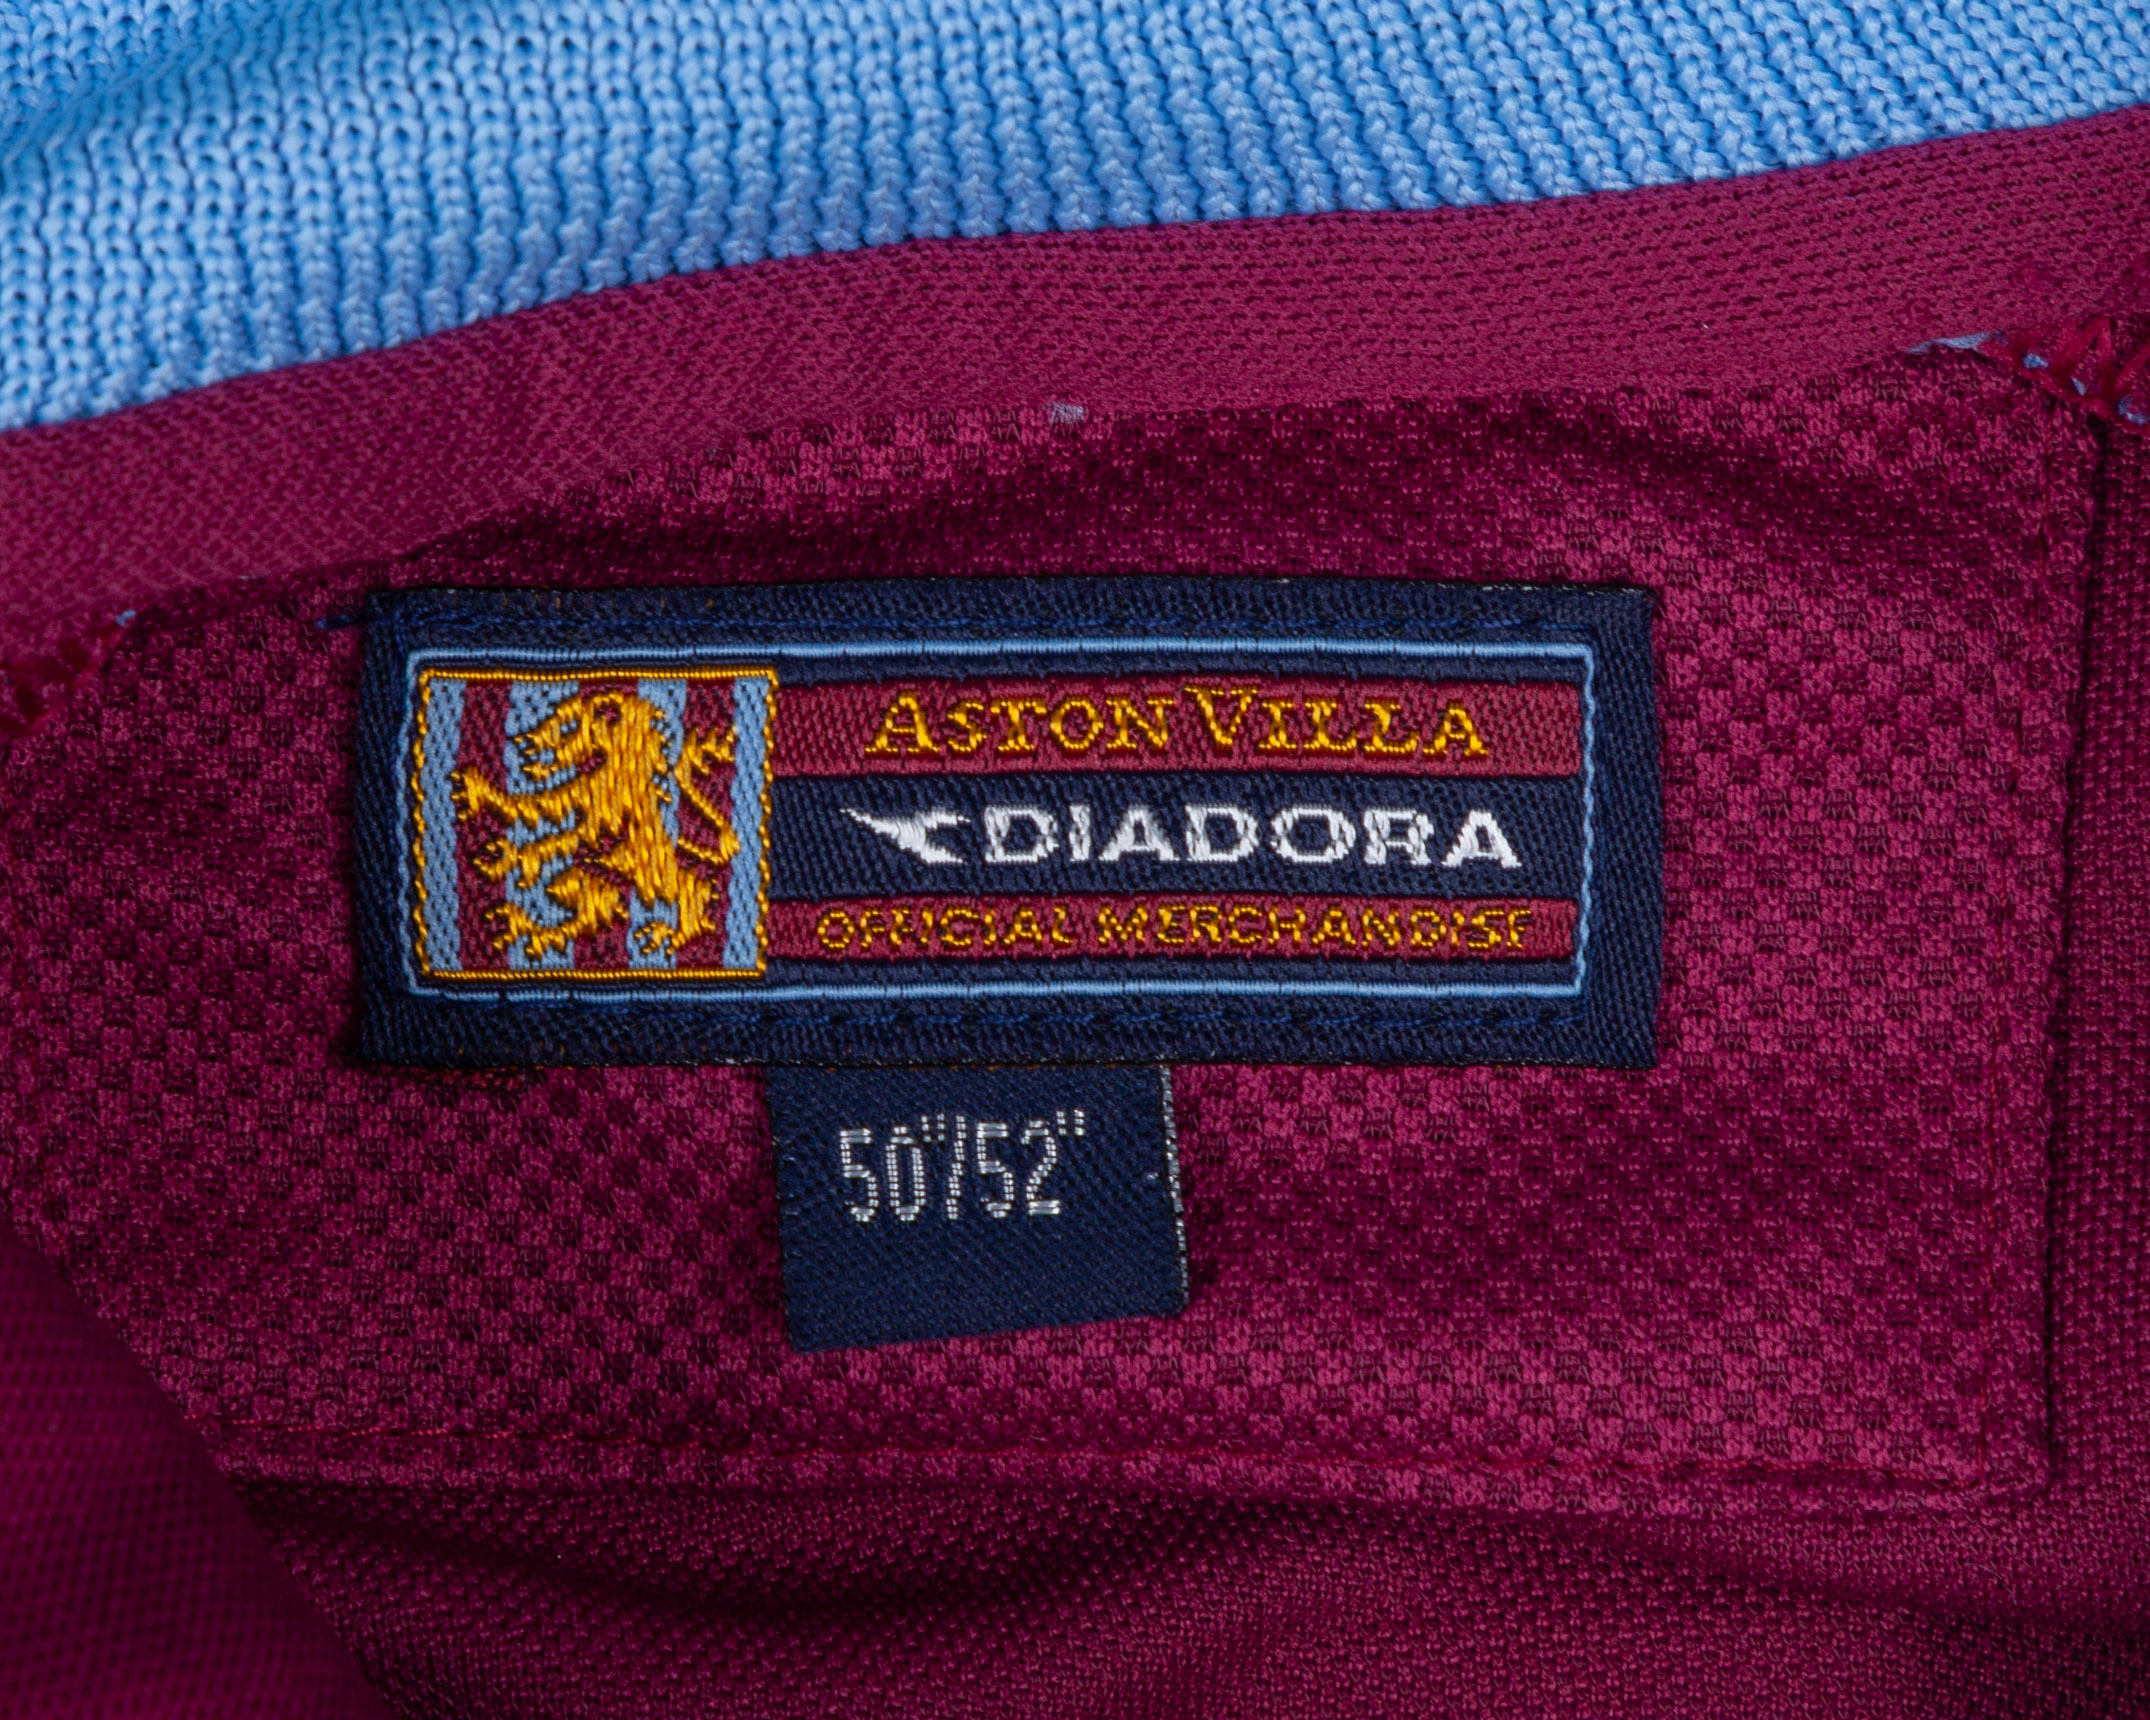 ASTON VILLA
DIADORA
OFFICIAL MERCHANDISE
50"/52"